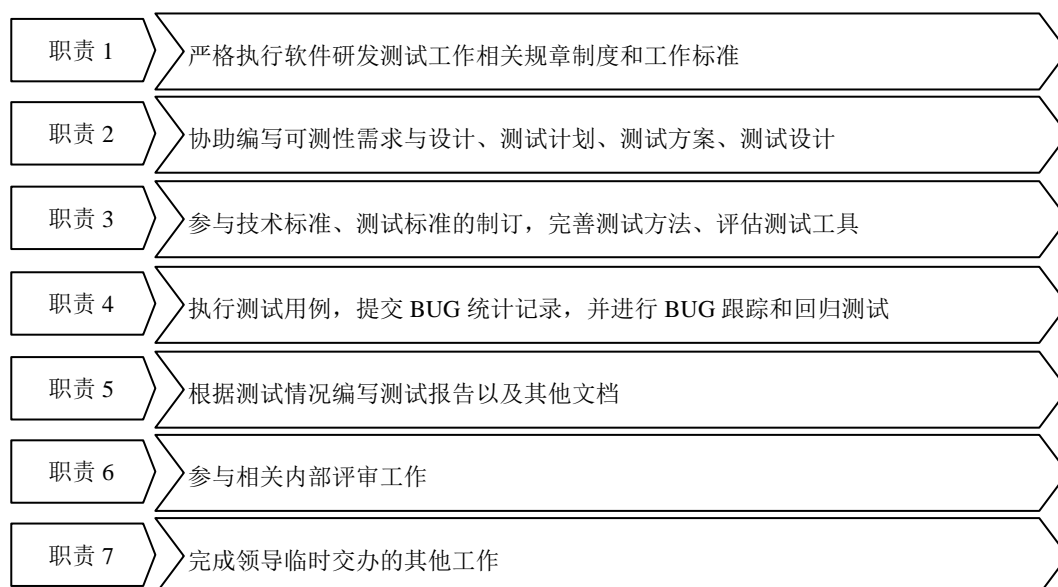 职责 1
严格执行软件研发测试工作相关规章制度和工作标准
职责 2
协助编写可测性需求与设计、测试计划、测试方案、测试设计
职责 3
参与技术标准、测试标准的制订，完善测试方法、评估测试工具
职责 4
执行测试用例，提交 BUG 统计记录，并进行 BUG 跟踪和回归测试
职责 5
根据测试情况编写测试报告以及其他文档
职责 6
参与相关内部评审工作
职责 7
完成领导临时交办的其他工作